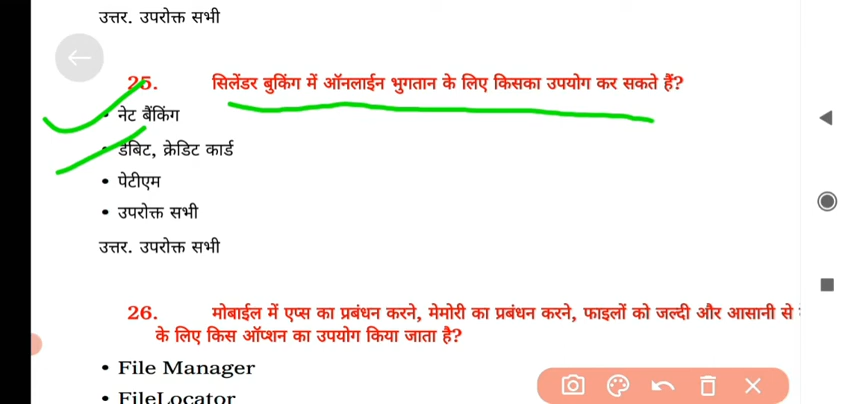 उत्तर. उपरोक्त सभी
25. सिलेंडर बुकिंग में ऑनलाईन भुगतान के लिए किसका उपयोग कर सकते हैं?
• नेट बैंकिंग
• डेबिट, क्रेडिट कार्ड
• पेटीएम
• उपरोक्त सभी
उत्तर. उपरोक्त सभी
26. मोबाईल में एप्स का प्रबंधन करने, मेमोरी का प्रबंधन करने, फाइलों को जल्दी और आसानी से
के लिए किस ऑप्शन का उपयोग किया जाता है?
• File Manager
• FileLocator